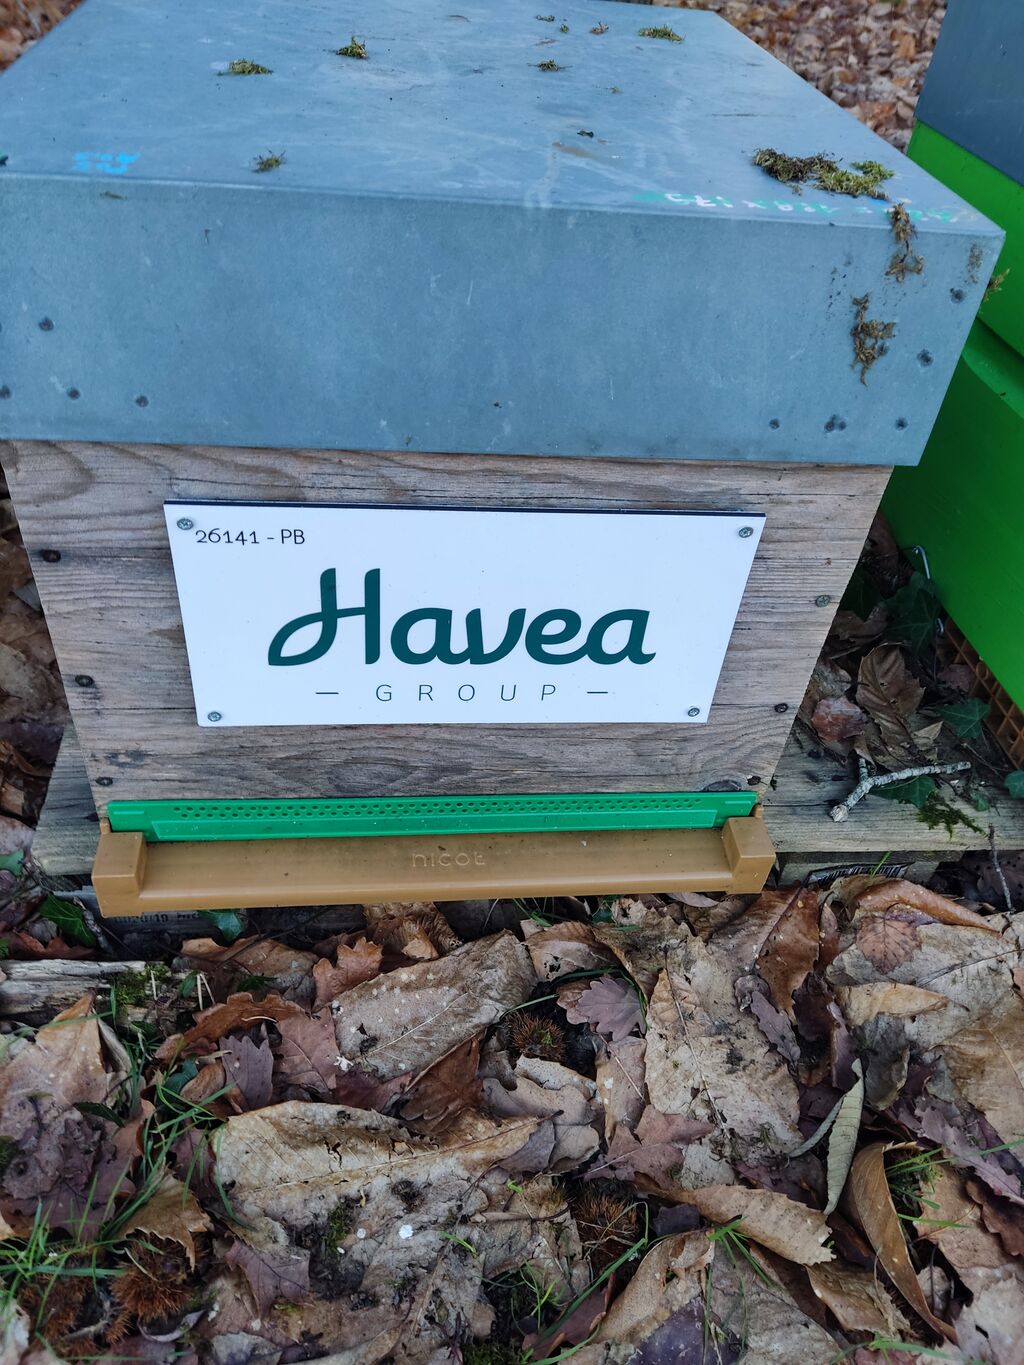 26141 - PB
Havea
GROUP
nicot